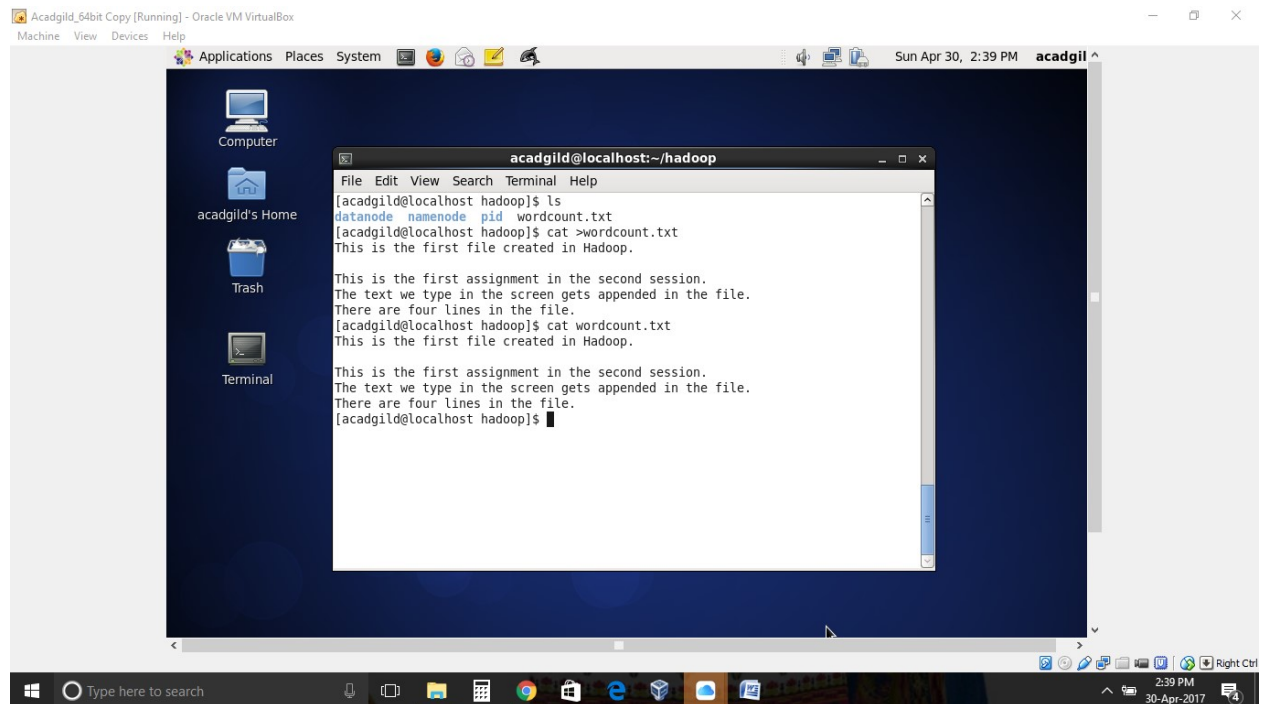 Acadgild_64bit Copy [Running] - Oracle VM VirtualBox
Machine View Devices Help
Applications Places System
Sun Apr 30, 2:39 PM acadgil
Computer
acadgild's Home
Trash
Terminal
acadgild@localhost:~/hadoop
File Edit View Search Terminal Help
[acadgild@localhost hadoop]$ ls
datanode namenode pid wordcount.txt
[acadgild@localhost hadoop]$ cat >wordcount.txt
This is the first file created in Hadoop.

This is the first assignment in the second session.
The text we type in the screen gets appended in the file.
There are four lines in the file.
[acadgild@localhost hadoop]$ cat wordcount.txt
This is the first file created in Hadoop.

This is the first assignment in the second session.
The text we type in the screen gets appended in the file.
There are four lines in the file.
[acadgild@localhost hadoop]$
Right Ctrl
Type here to search
2:39 PM
30-Apr-2017
4